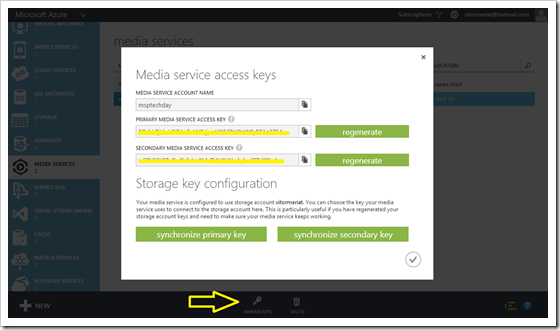 Microsoft Azure
Subscriptions
vitormeriat@hotmail.com
VIRTUAL MACHINES
MOBILE SERVICES
CLOUD SERVICES
SQL DATABASES
STORAGE
HDINSIGHT
MEDIA SERVICES
SERVICE BUS
VISUAL STUDIO ONLINE
CACHE
BIZTALK SERVICES
RECOVERY SERVICES
media services
LOCATION
Japan West
Media service access keys
MEDIA SERVICE ACCOUNT NAME
msptechday
PRIMARY MEDIA SERVICE ACCESS KEY
regenerate
SECONDARY MEDIA SERVICE ACCESS KEY
regenerate
Storage key configuration
Your media service is configured to use storage account vitormeriat. You can choose the key your media
service uses to connect to the storage account here. This is particularly useful if you have regenerated your
storage account keys and need to make sure your media service keeps working.
synchronize primary key
synchronize secondary key
NEW
MANAGE KEYS
DELETE